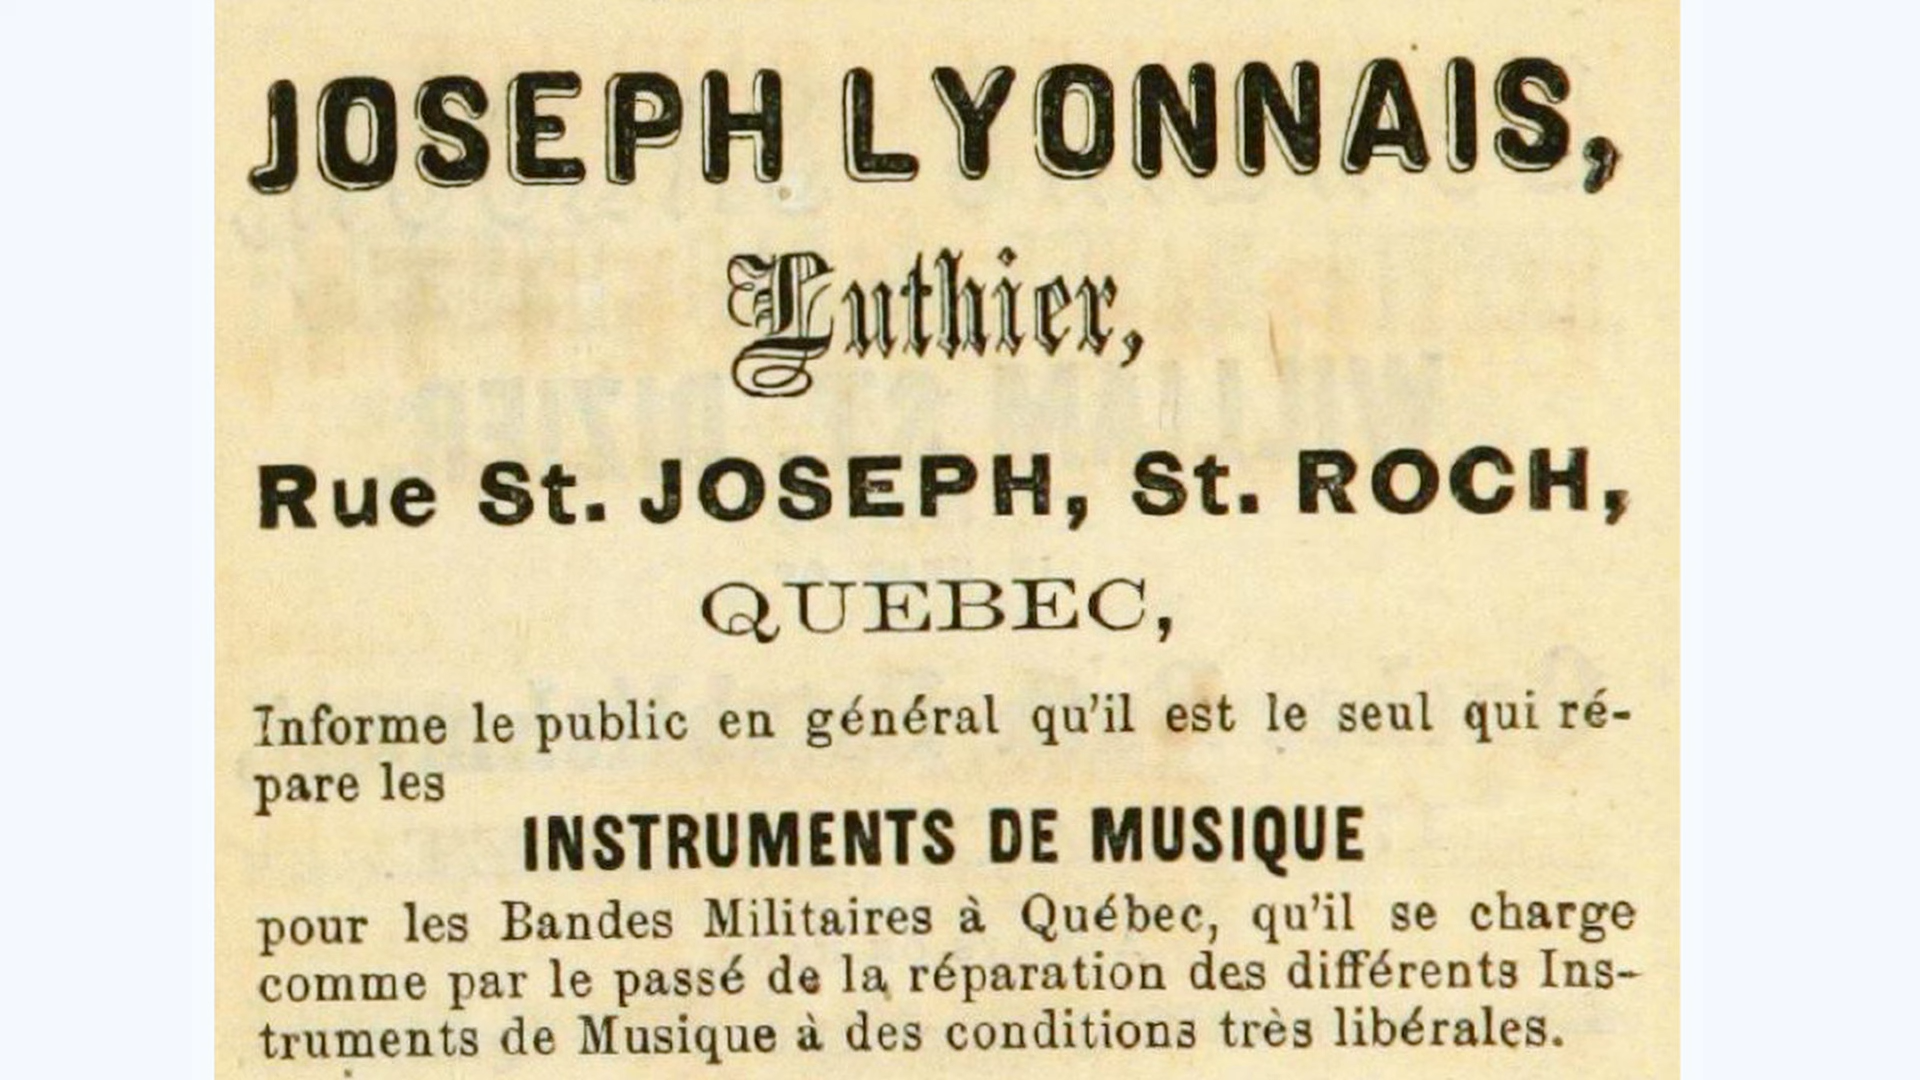 JOSEPH LYONNAIS,
Luthier,
Rue St. JOSEPH, St. ROCH,
QUEBEC,
Informe le public en général qu'il est le seul qui ré-
pare les
INSTRUMENTS DE MUSIQUE
pour les Bandes Militaires à Québec, qu'il se charge
comme par le passé de la réparation des différents Ins-
truments de Musique à des conditions très libérales.